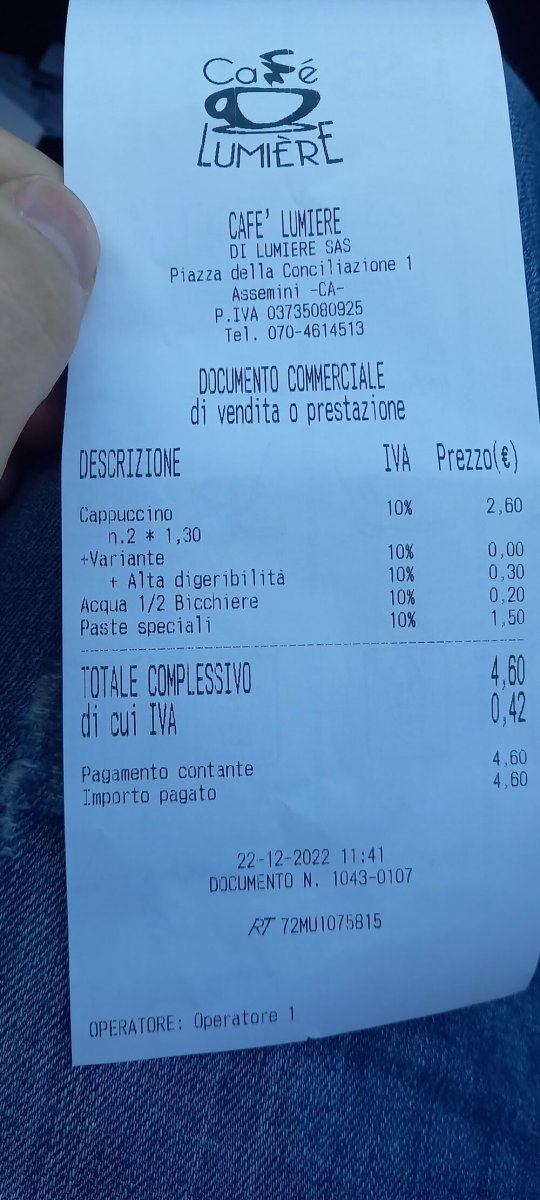 Café
LUMIÈRE
CAFE' LUMIERE
DI LUMIERE SAS
Piazza della Conciliazione 1
Assemini -CA-
P.IVA 03735080925
Tel. 070-4614513
DOCUMENTO COMMERCIALE
di vendita o prestazione
DESCRIZIONE IVA Prezzo(€)
Cappuccino 10% 2,60
n.2 * 1,30
+Variante 10% 0,00
+ Alta digeribilità 10% 0,30
Acqua 1/2 Bicchiere 10% 0,20
Paste speciali 10% 1,50
TOTALE COMPLESSIVO 4,60
di cui IVA 0,42
Pagamento contante 4,60
Importo pagato 4,60
22-12-2022 11:41
DOCUMENTO N. 1043-0107
RT 72MU1075815
OPERATORE: Operatore 1